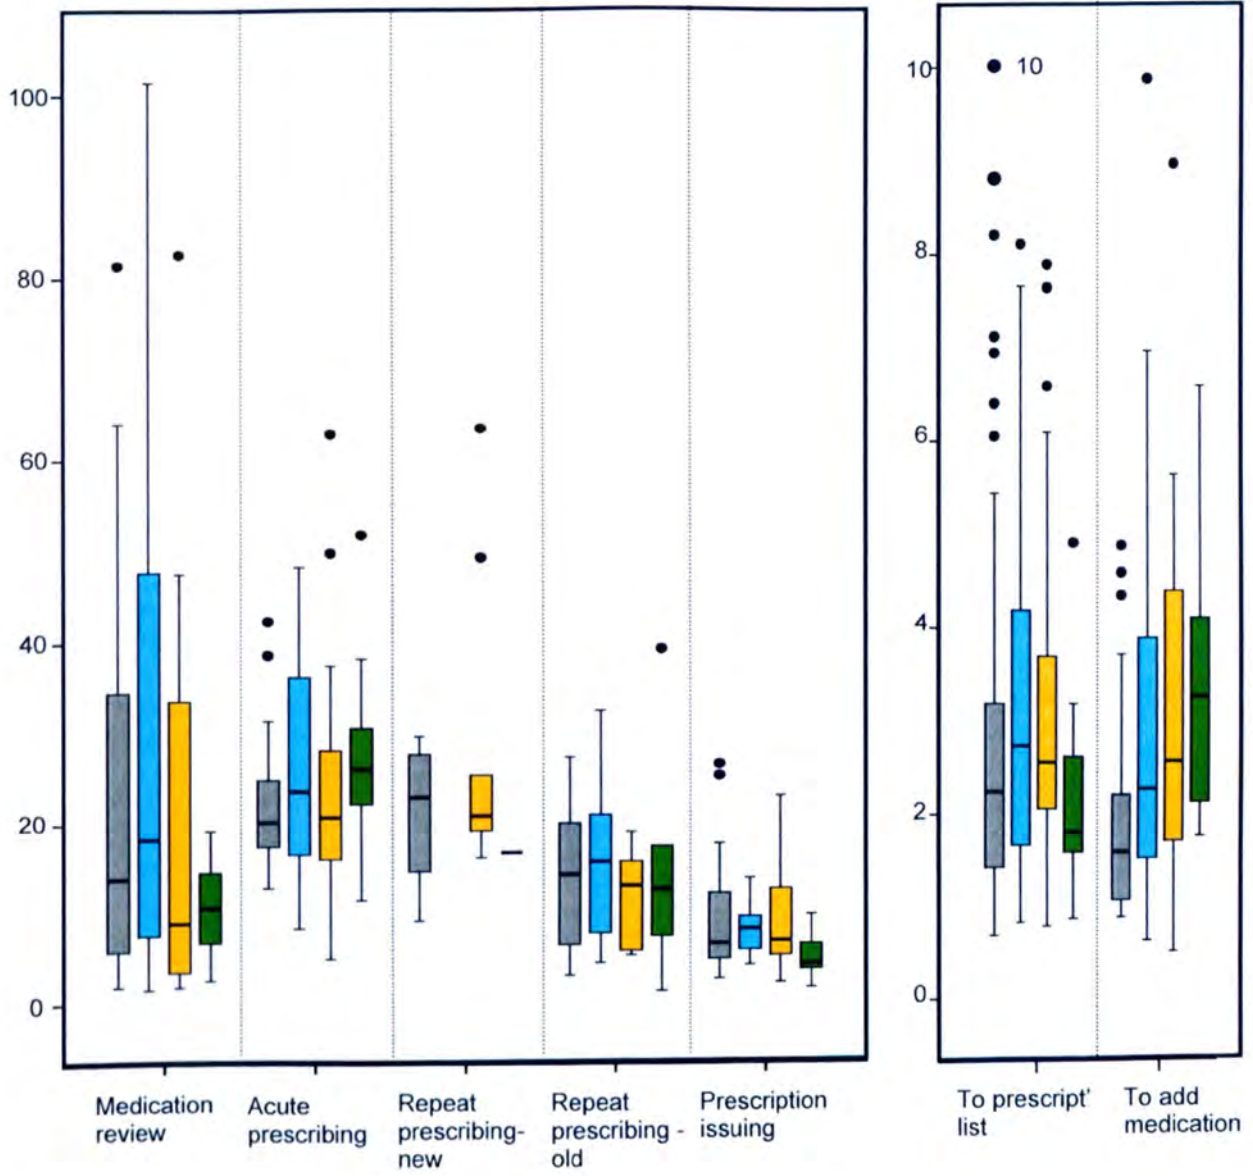 100
80
60
40
20
0
Medication
review
Acute
prescribing
Repeat
prescribing-
new
Repeat
prescribing -
old
Prescription
issuing
10
8
6
4
2
0
10
To prescript'
list
To add
medication